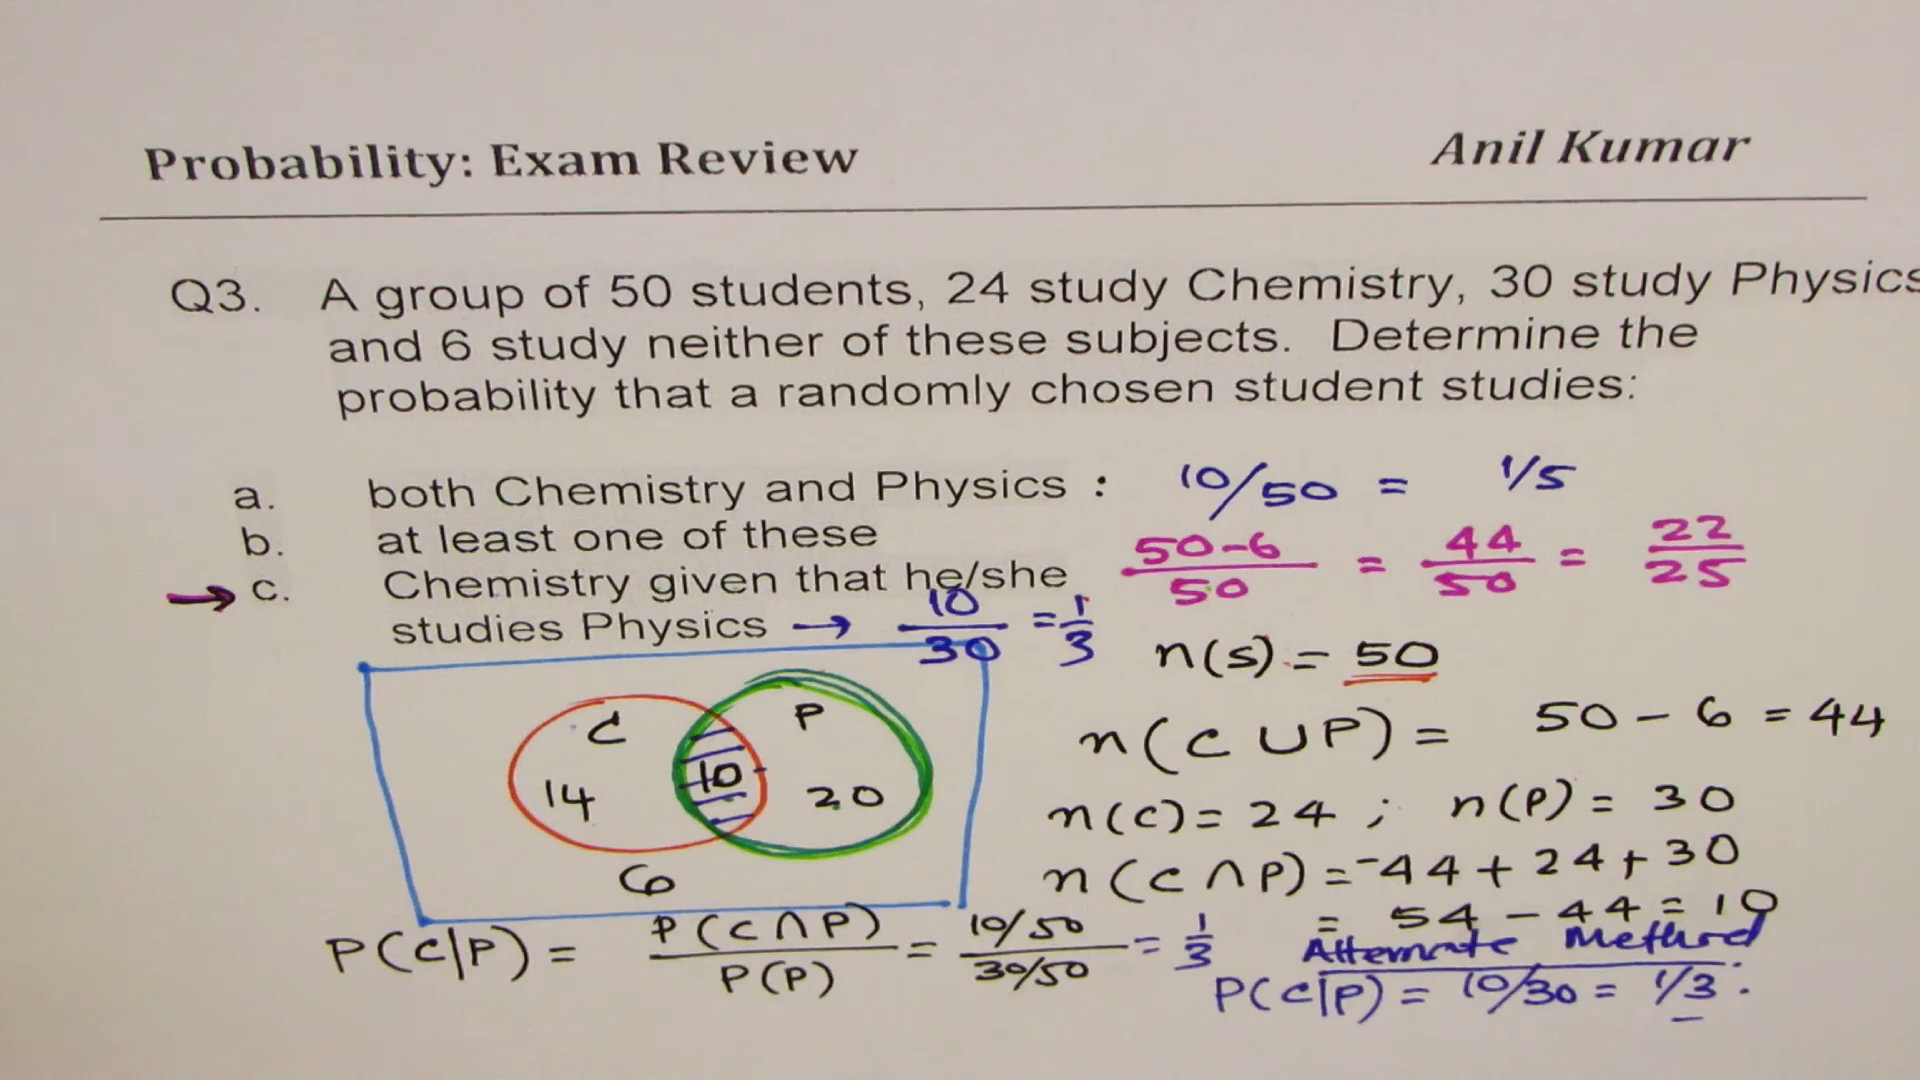 Probability: Exam Review
Anil Kumar
Q3. A group of 50 students, 24 study Chemistry, 30 study Physics
and 6 study neither of these subjects. Determine the
probability that a randomly chosen student studies:
a. both Chemistry and Physics : 10/50 = 1/5
b. at least one of these
50-6/50 = 44/50 = 22/25
→ c. Chemistry given that he/she
studies Physics → 10/30 = 1/3
n(s) = 50
C P
14 10 20
6
n(C ∪ P) = 50 - 6 = 44
n(C) = 24 ; n(P) = 30
n(C ∩ P) = -44 + 24 + 30
= 54 - 44 = 10
P(C|P) = P(C ∩ P)/P(P) = 10/50/30/50 = 1/3
Alternate Method
P(C|P) = 10/30 = 1/3 .